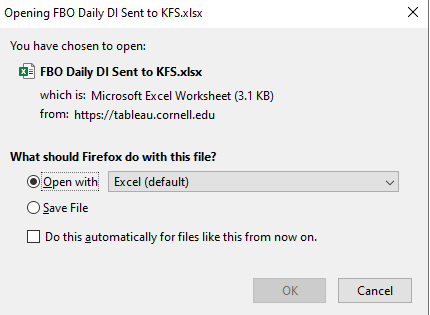 Opening FBO Daily DI Sent to KFS.xlsx
You have chosen to open:
FBO Daily DI Sent to KFS.xlsx
which is: Microsoft Excel Worksheet (3.1 KB)
from: https://tableau.cornell.edu
What should Firefox do with this file?
Open with Excel (default)
Save File
Do this automatically for files like this from now on.
OK Cancel